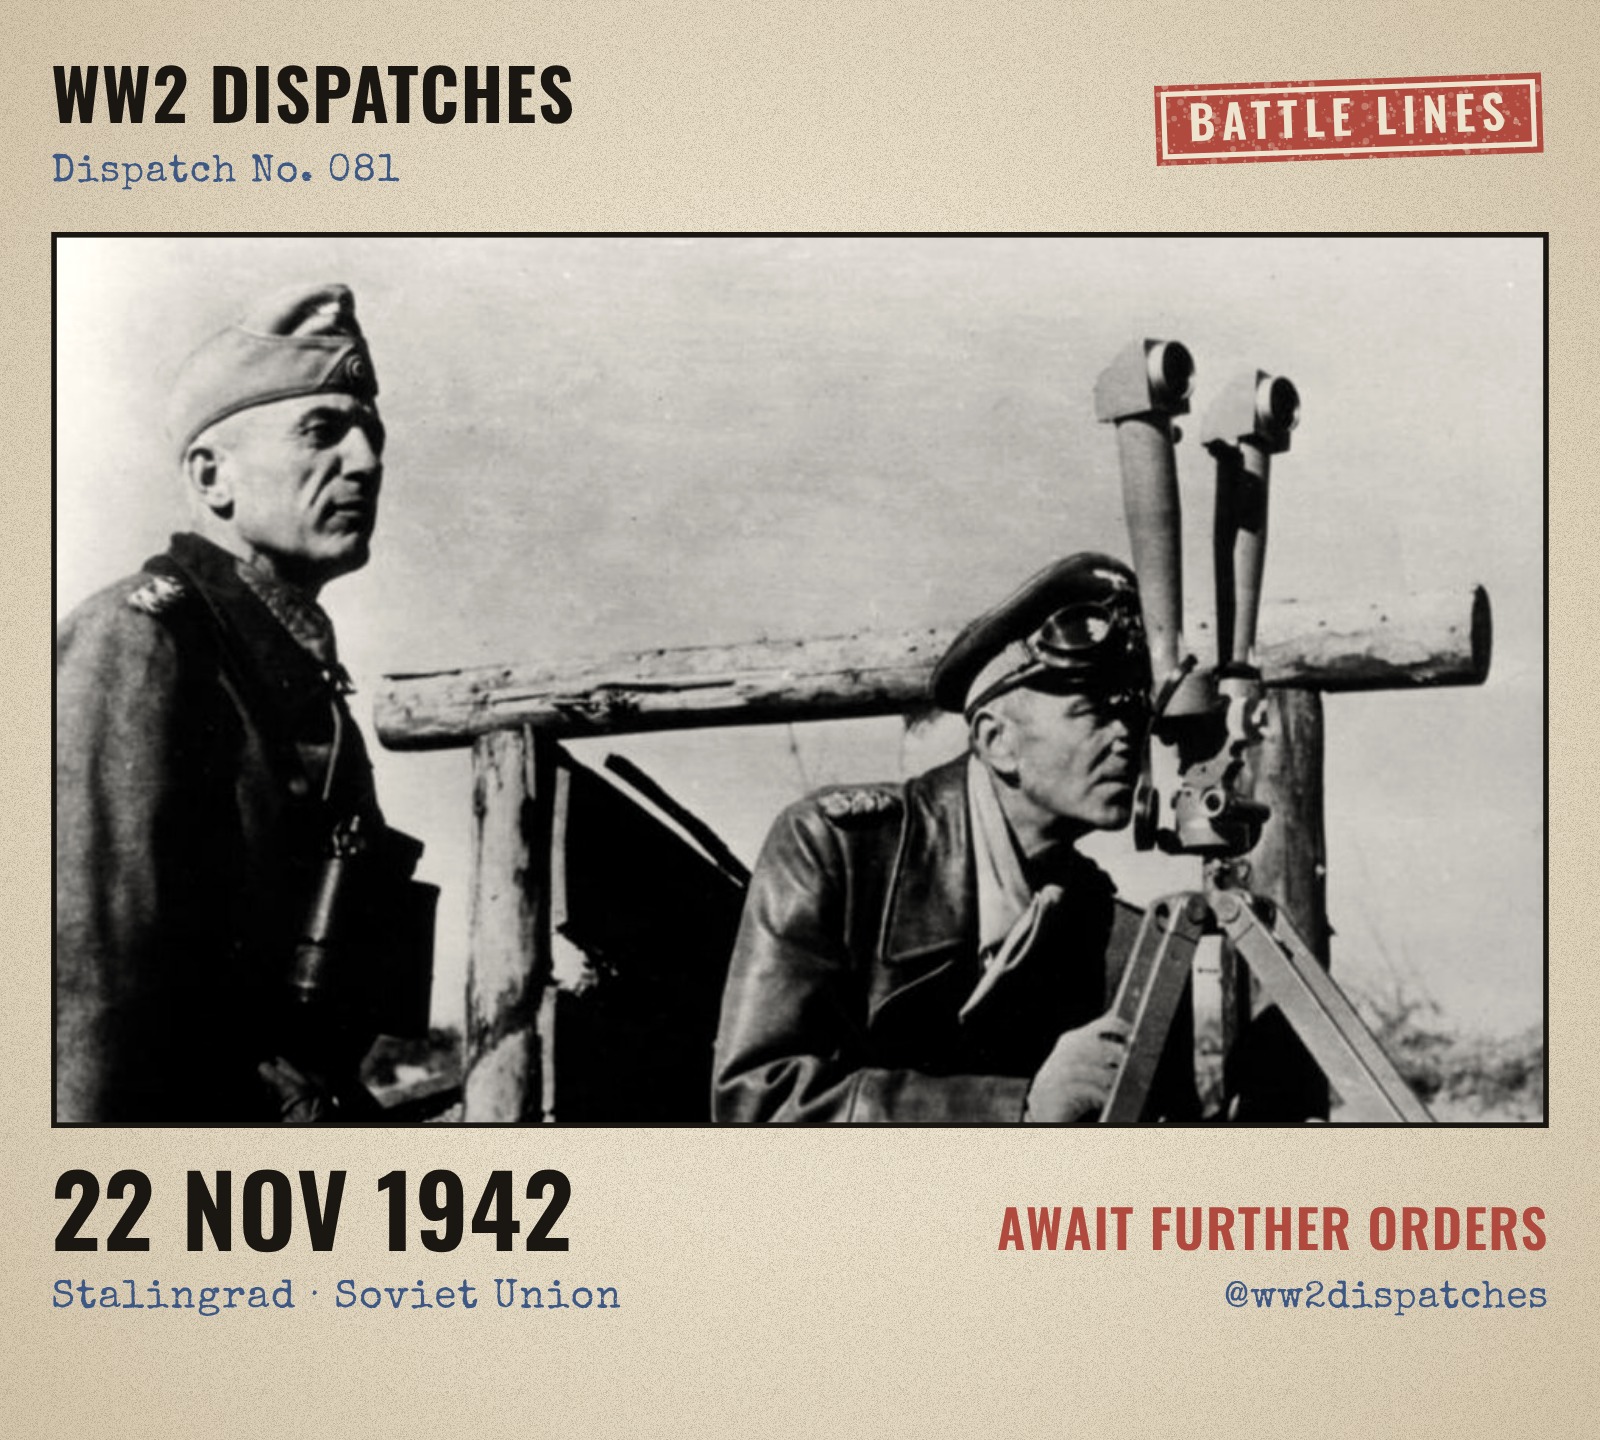 WW2 DISPATCHES
Dispatch No. 081
BATTLE LINES
22 NOV 1942
Stalingrad · Soviet Union
AWAIT FURTHER ORDERS
@ww2dispatches